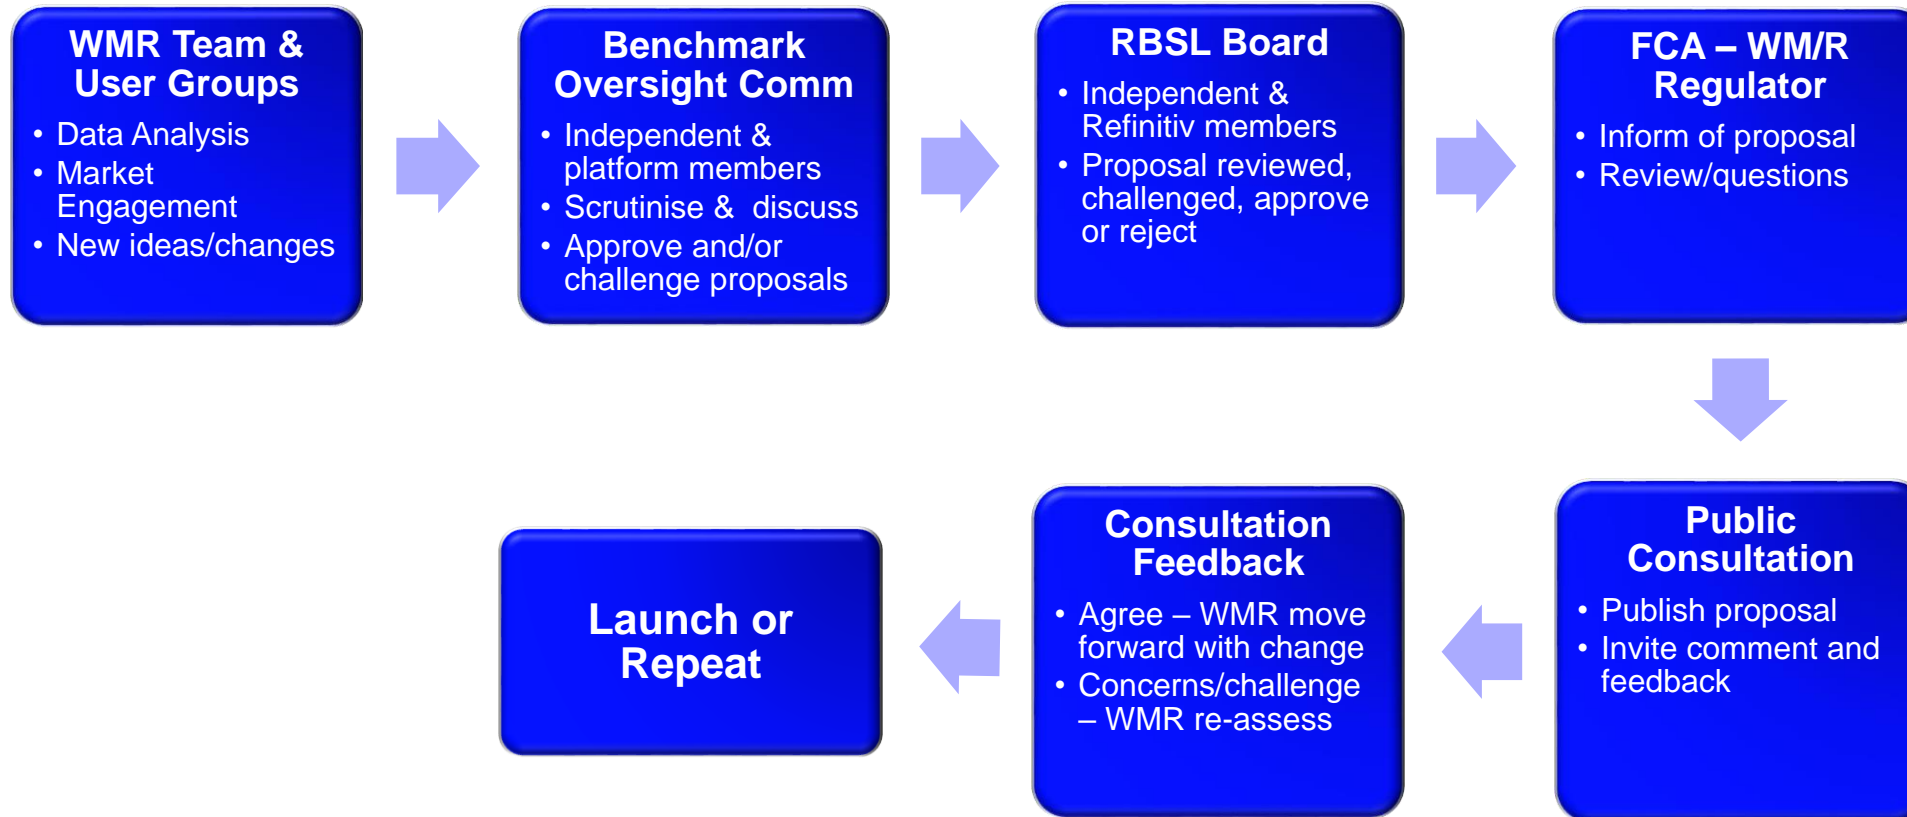 WMR Team &
User Groups
• Data Analysis
• Market
Engagement
• New ideas/changes
Benchmark
Oversight Comm
• Independent &
platform members
• Scrutinise & discuss
• Approve and/or
challenge proposals
RBSL Board
• Independent &
Refinitiv members
• Proposal reviewed,
challenged, approve
or reject
FCA – WM/R
Regulator
• Inform of proposal
• Review/questions
Public
Consultation
• Publish proposal
• Invite comment and
feedback
Consultation
Feedback
• Agree – WMR move
forward with change
• Concerns/challenge
– WMR re-assess
Launch or
Repeat